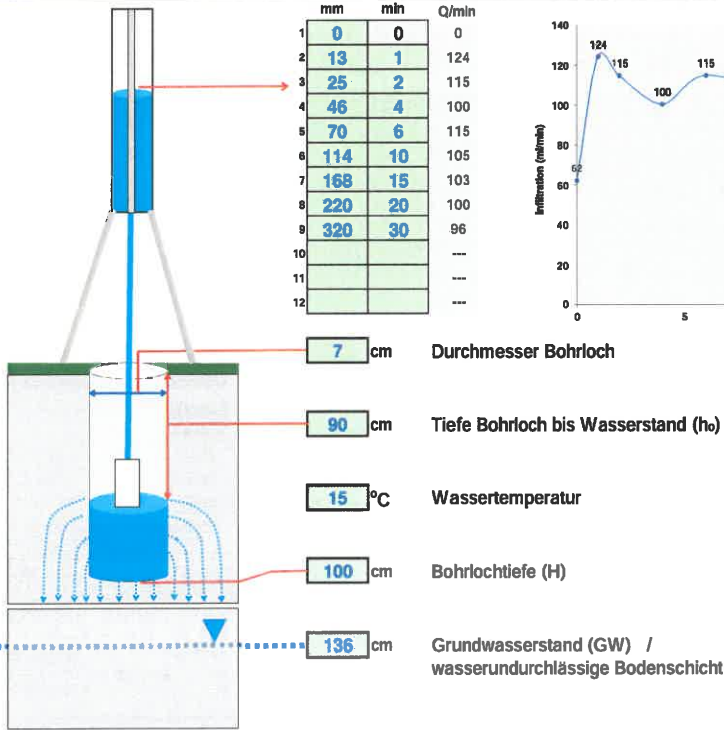 mm min Q/min
1 0 0 0
2 13 1 124
3 25 2 115
4 46 4 100
5 70 6 115
6 114 10 105
7 168 15 103
8 220 20 100
9 320 30 96
10 ---
11 ---
12 ---
140
120
100
80
60
40
20
0
0 5
Infiltration (ml/min)
62
124
115
100
115
7 cm Durchmesser Bohrloch
90 cm Tiefe Bohrloch bis Wasserstand (h₀)
15 °C Wassertemperatur
100 cm Bohrlochtiefe (H)
136 cm Grundwasserstand (GW) /
wasserundurchlässige Bodenschicht